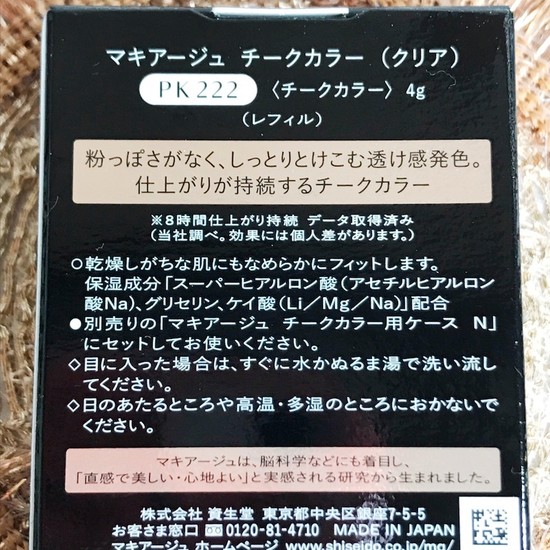 マキアージュ チークカラー (クリア)
PK222 〈チークカラー〉 4g
(レフィル)
粉っぽさがなく、しっとりとけこむ透け感発色。
仕上がりが持続するチークカラー
※8時間仕上がり持続 データ取得済み
(当社調べ。効果には個人差があります。)
○乾燥しがちな肌にもなめらかにフィットします。
保湿成分「スーパーヒアルロン酸(アセチルヒアルロン
酸Na)、グリセリン、ケイ酸(Li/Mg/Na)」配合
●別売りの「マキアージュ チークカラー用ケース N」
にセットしてお使いください。
◇目に入った場合は、すぐに水かぬるま湯で洗い流し
てください。
◇日のあたるところや高温・多湿のところにおかないで
ください。
マキアージュは、脳科学などにも着目し、
「直感で美しい・心地よい」と実感される研究から生まれました。
株式会社 資生堂 東京都中央区銀座7-5-5
お客さま窓口 0120-81-4710 MADE IN JAPAN
マキアージュ ホームページ www.shiseido.co.jp/mq/